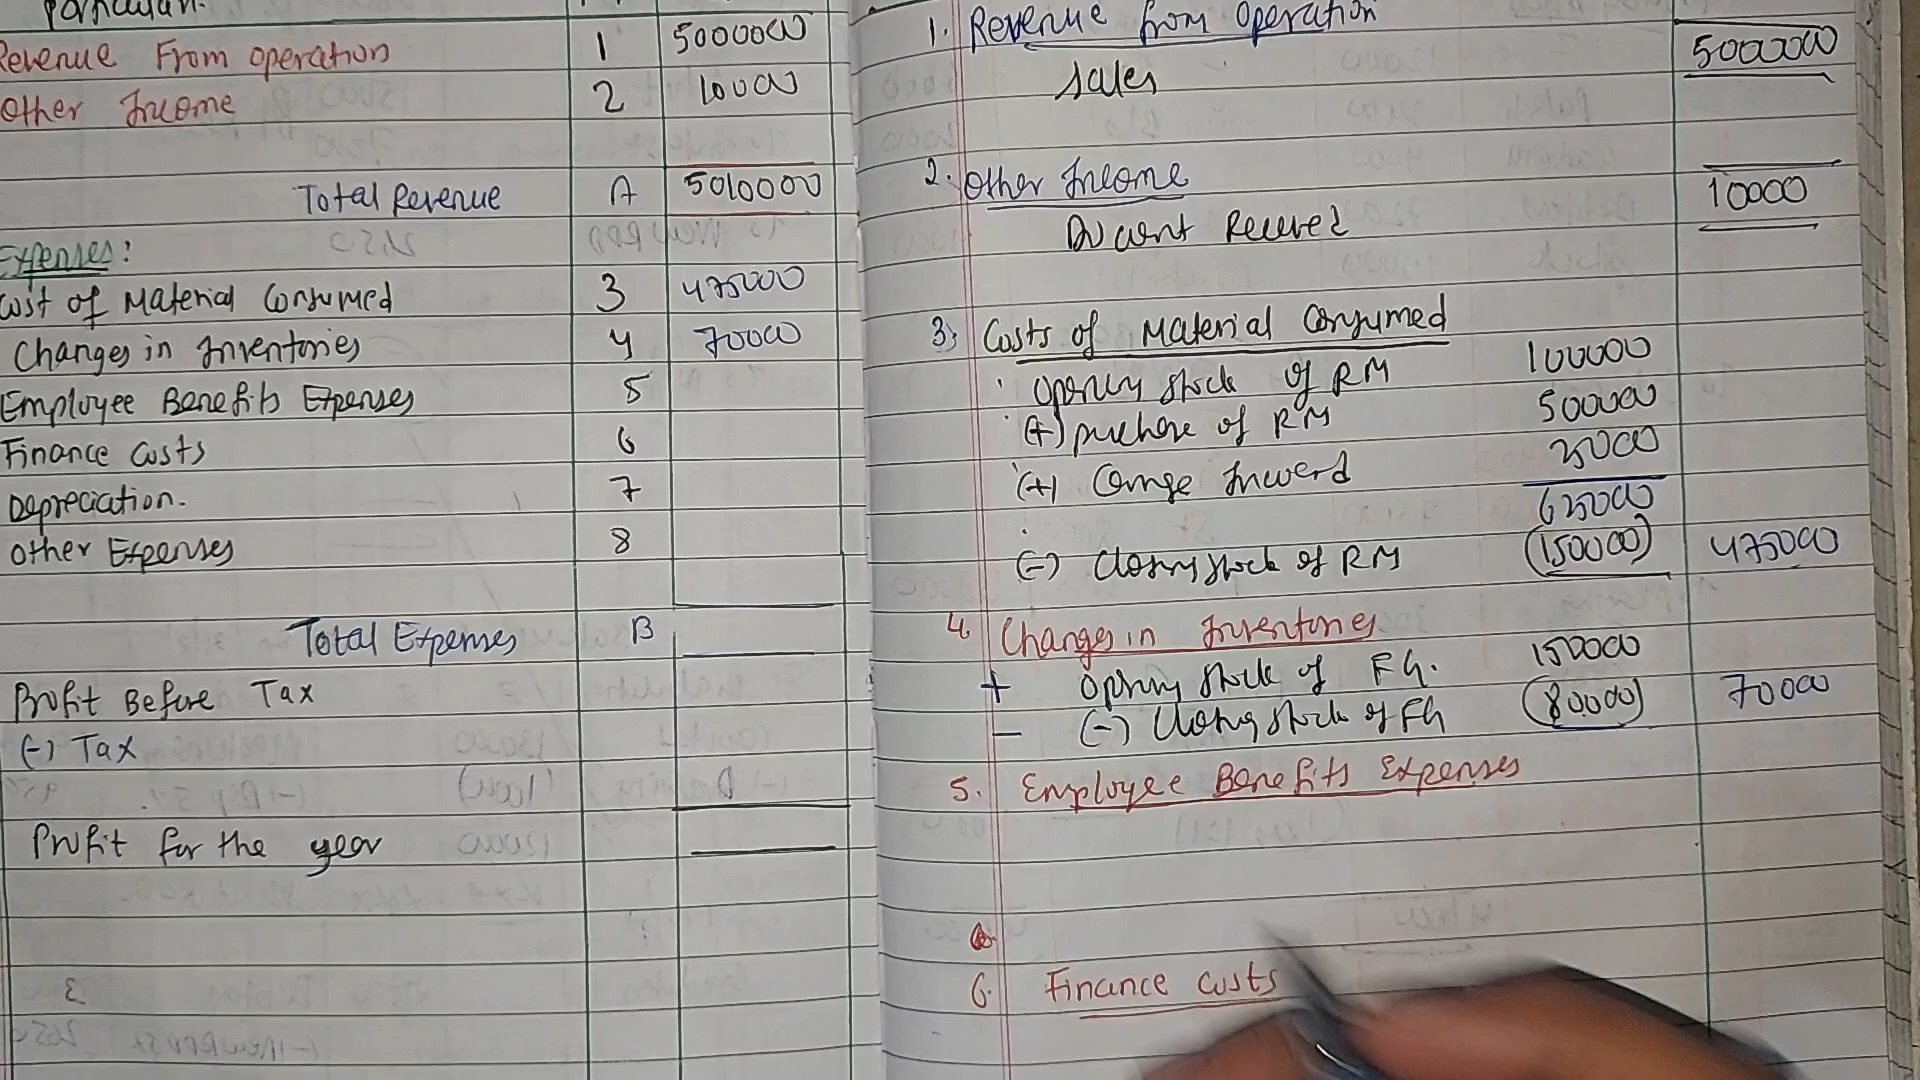 Particulars.
Revenue From operation 1 5000000
Other Income 2 10000
Total Revenue A 5010000
Expenses:
Cost of Material Consumed 3 475000
Changes in Inventories 4 70000
Employee Benefits Expenses 5
Finance Costs 6
Depreciation. 7
Other Expenses 8
Total Expenses B
Profit Before Tax
(-) Tax
Profit for the year
1. Revenue from Operation
Sales 5000000
2. Other Income
Received 10000
3) Costs of Material Consumed
Opening stock of RM 100000
(+) purchase of RM 500000
(+) Carriage Inward 25000
625000
(-) Closing stock of RM (150000) 475000
4. Changes in Inventories
+ Opening stock of FG. 150000
- (-) Closing stock of FG (80000) 70000
5. Employee Benefits Expenses
6. Finance Costs